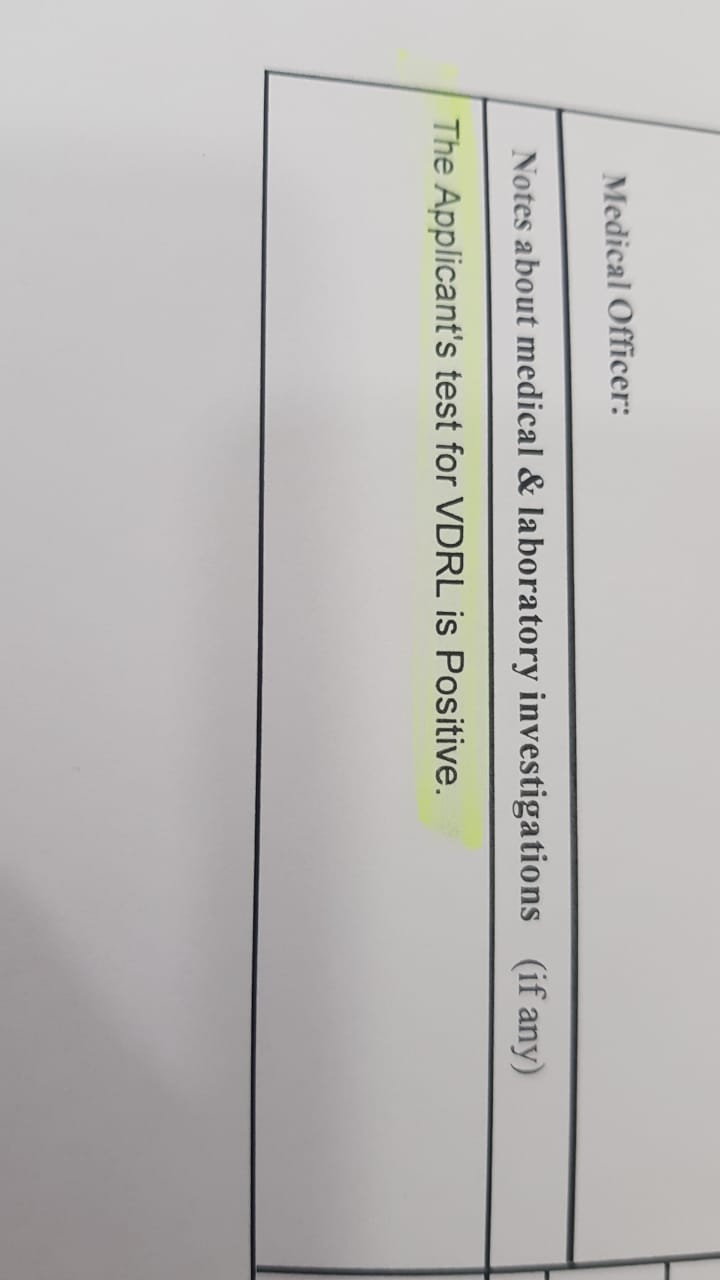 Medical Officer:
Notes about medical & laboratory investigations (if any)
The Applicant's test for VDRL is Positive.